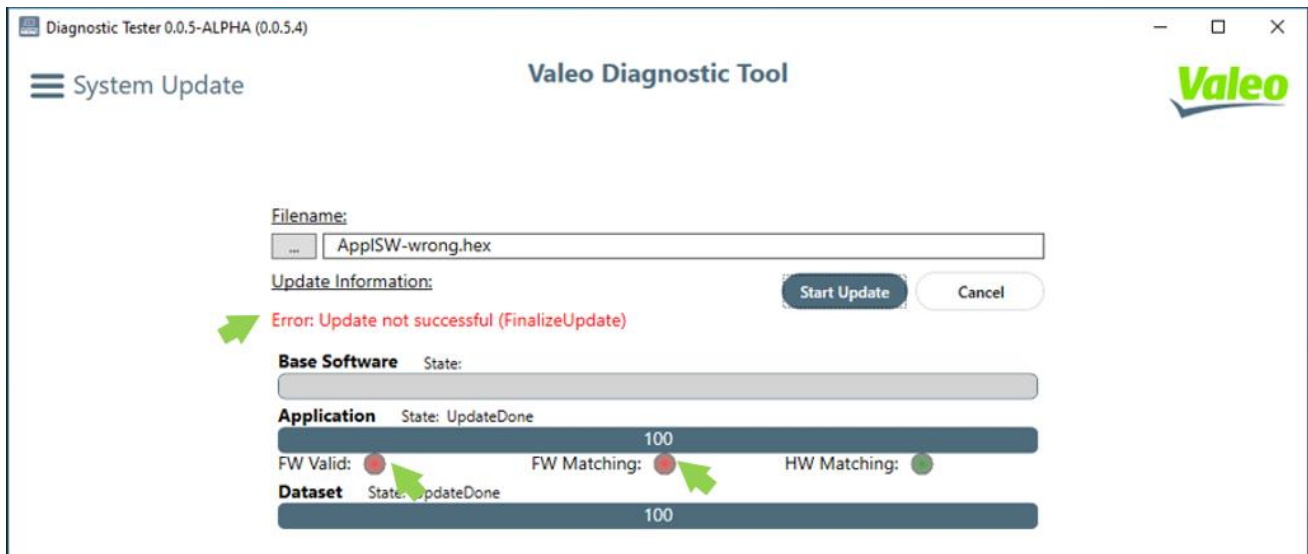 Diagnostic Tester 0.0.5-ALPHA (0.0.5.4)
System Update
Valeo Diagnostic Tool
Valeo
Filename:
... ApplSW-wrong.hex
Update Information:
Start Update Cancel
Error: Update not successful (FinalizeUpdate)
Base Software State:
Application State: UpdateDone
100
FW Valid: FW Matching: HW Matching:
Dataset State: UpdateDone
100